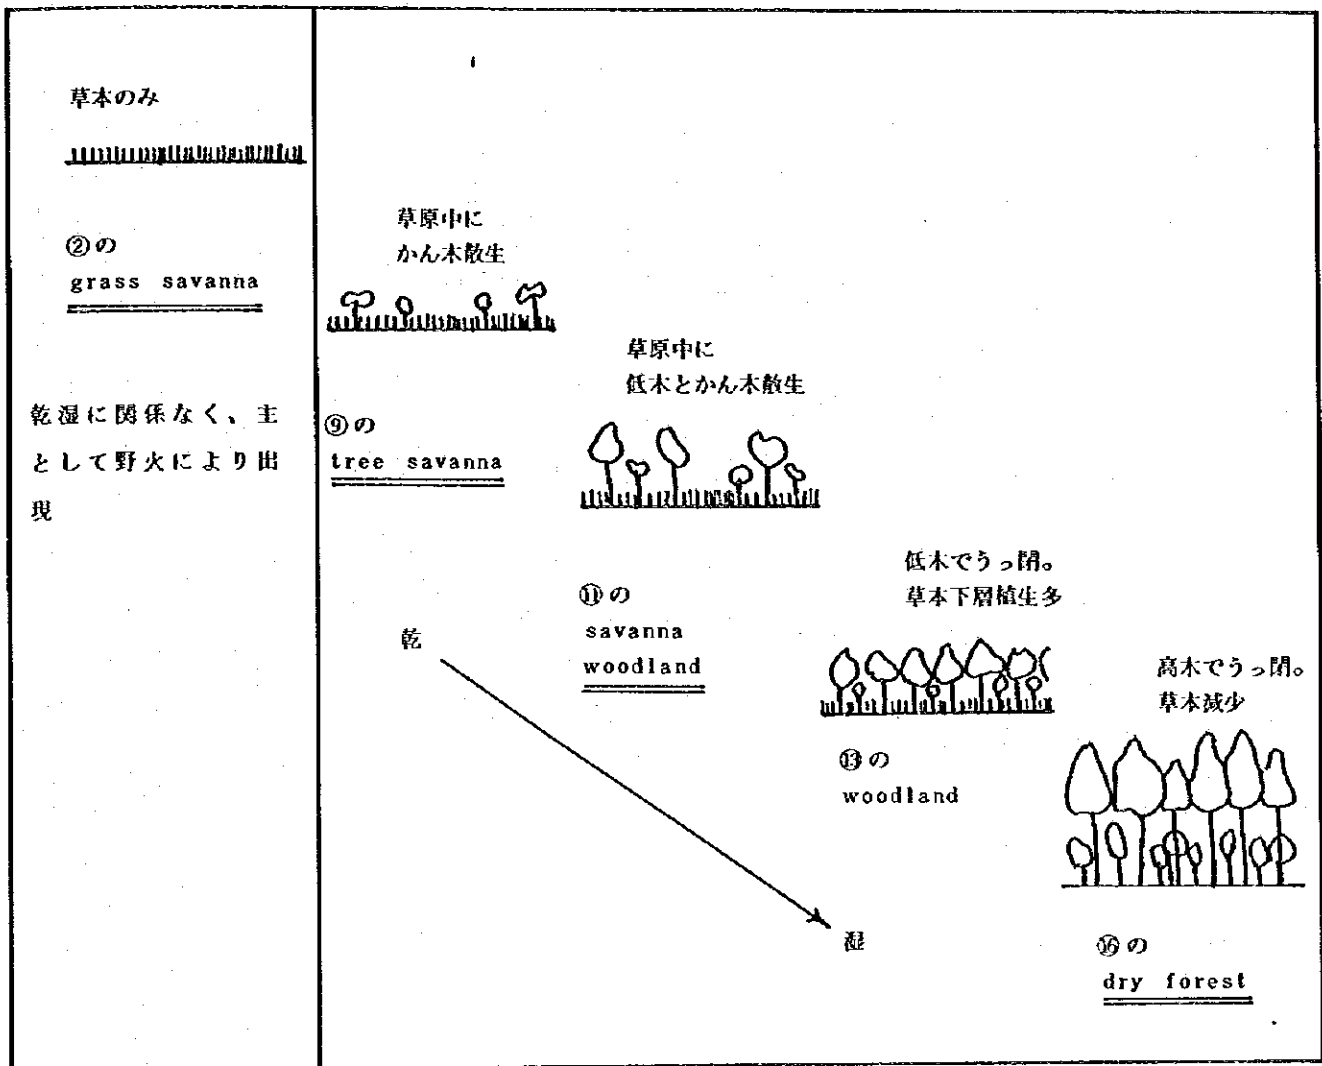 草本のみ
②の
grass savanna
乾湿に関係なく、主
として野火により出
現
草原中に
かん木散生
⑨の
tree savanna
草原中に
低木とかん木散生
⑪の
savanna
woodland
低木でうっ閉。
草本下層植生多
⑬の
woodland
高木でうっ閉。
草本減少
⑯の
dry forest
乾
湿